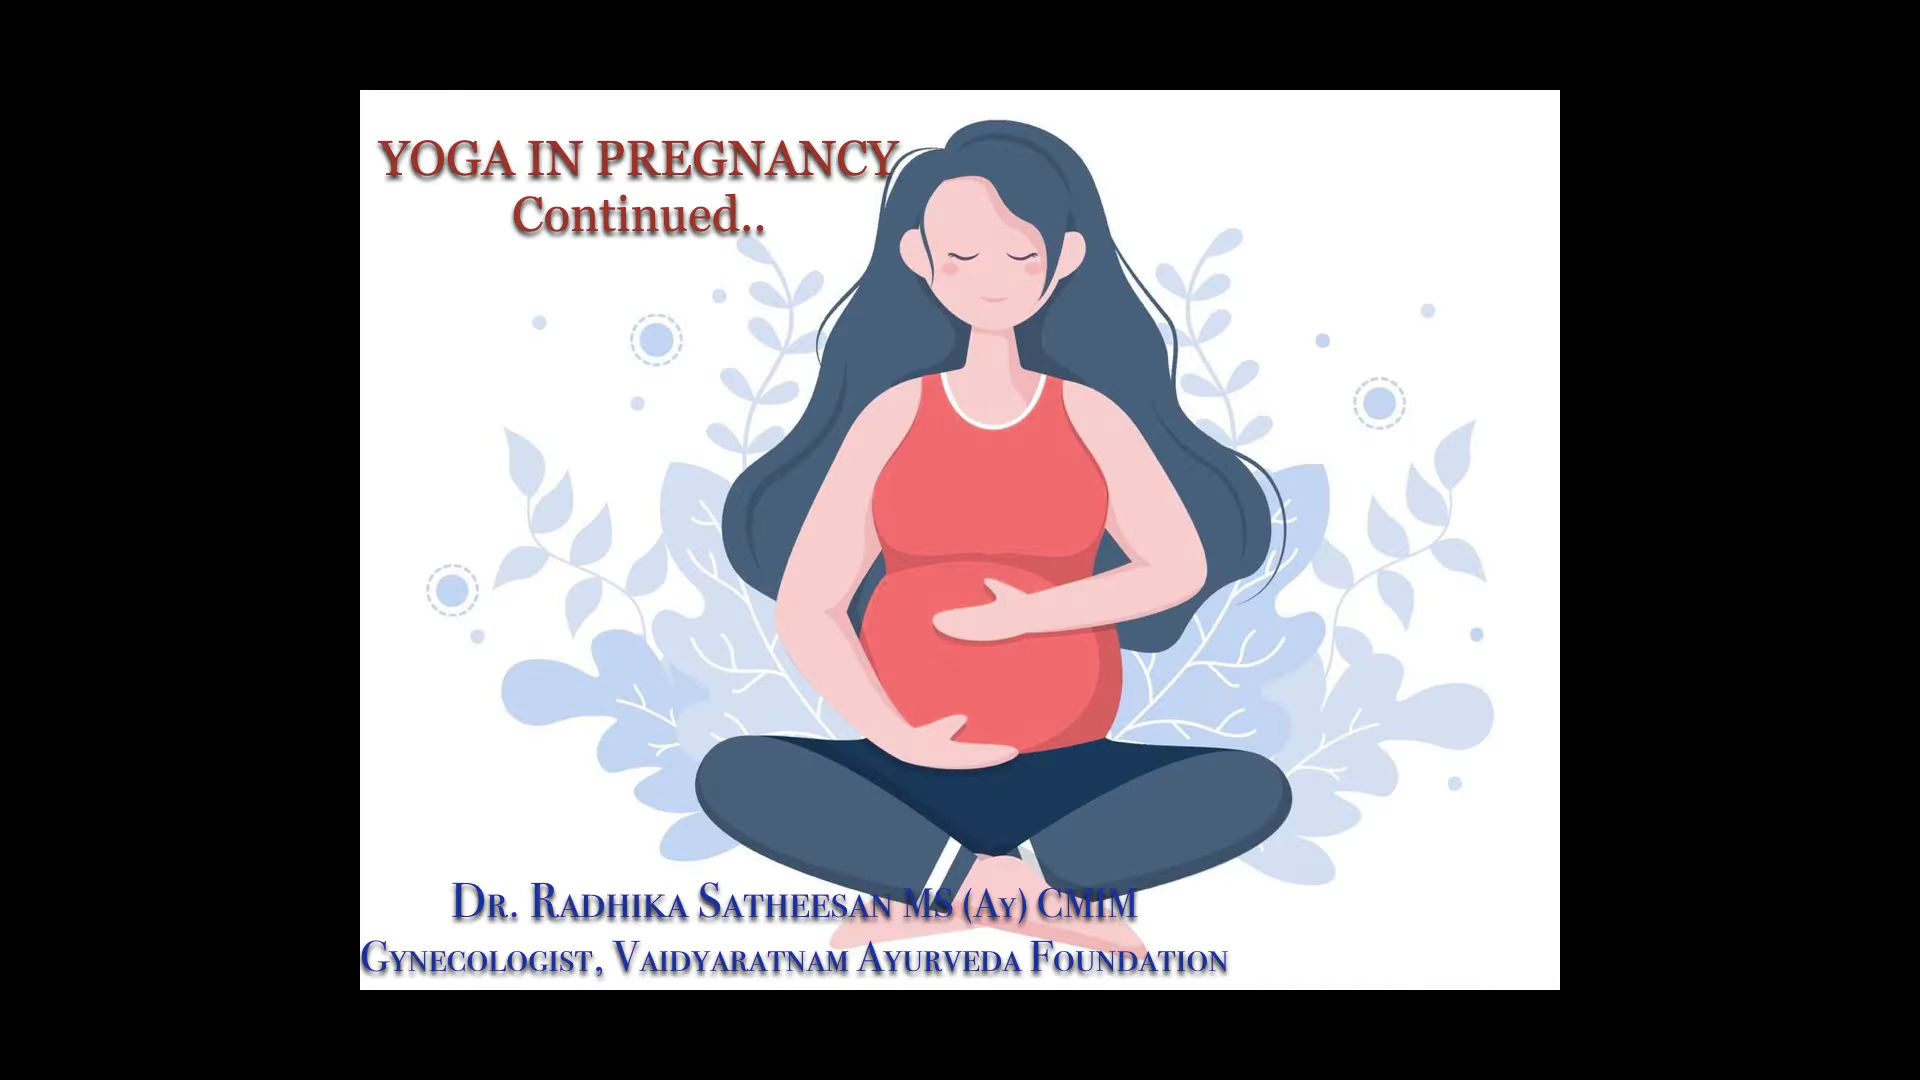 YOGA IN PREGNANCY
Continued..
Dr. Radhika Satheesan MS (Ay) CMIM
Gynecologist, Vaidyaratnam Ayurveda Foundation